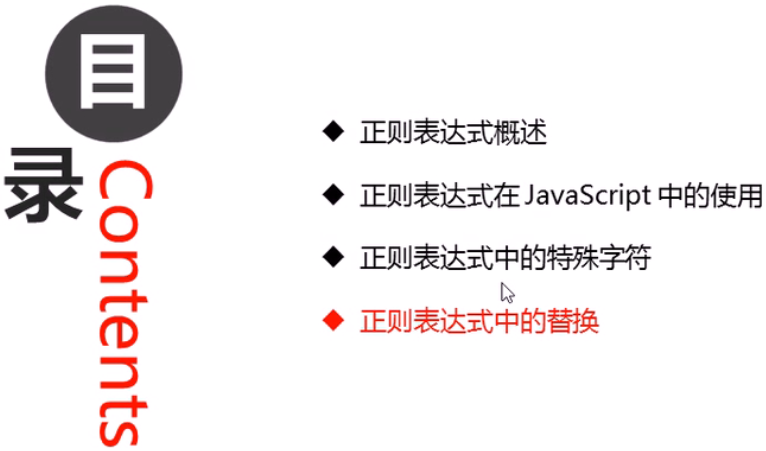 目录
Contents
正则表达式概述
正则表达式在 JavaScript 中的使用
正则表达式中的特殊字符
正则表达式中的替换